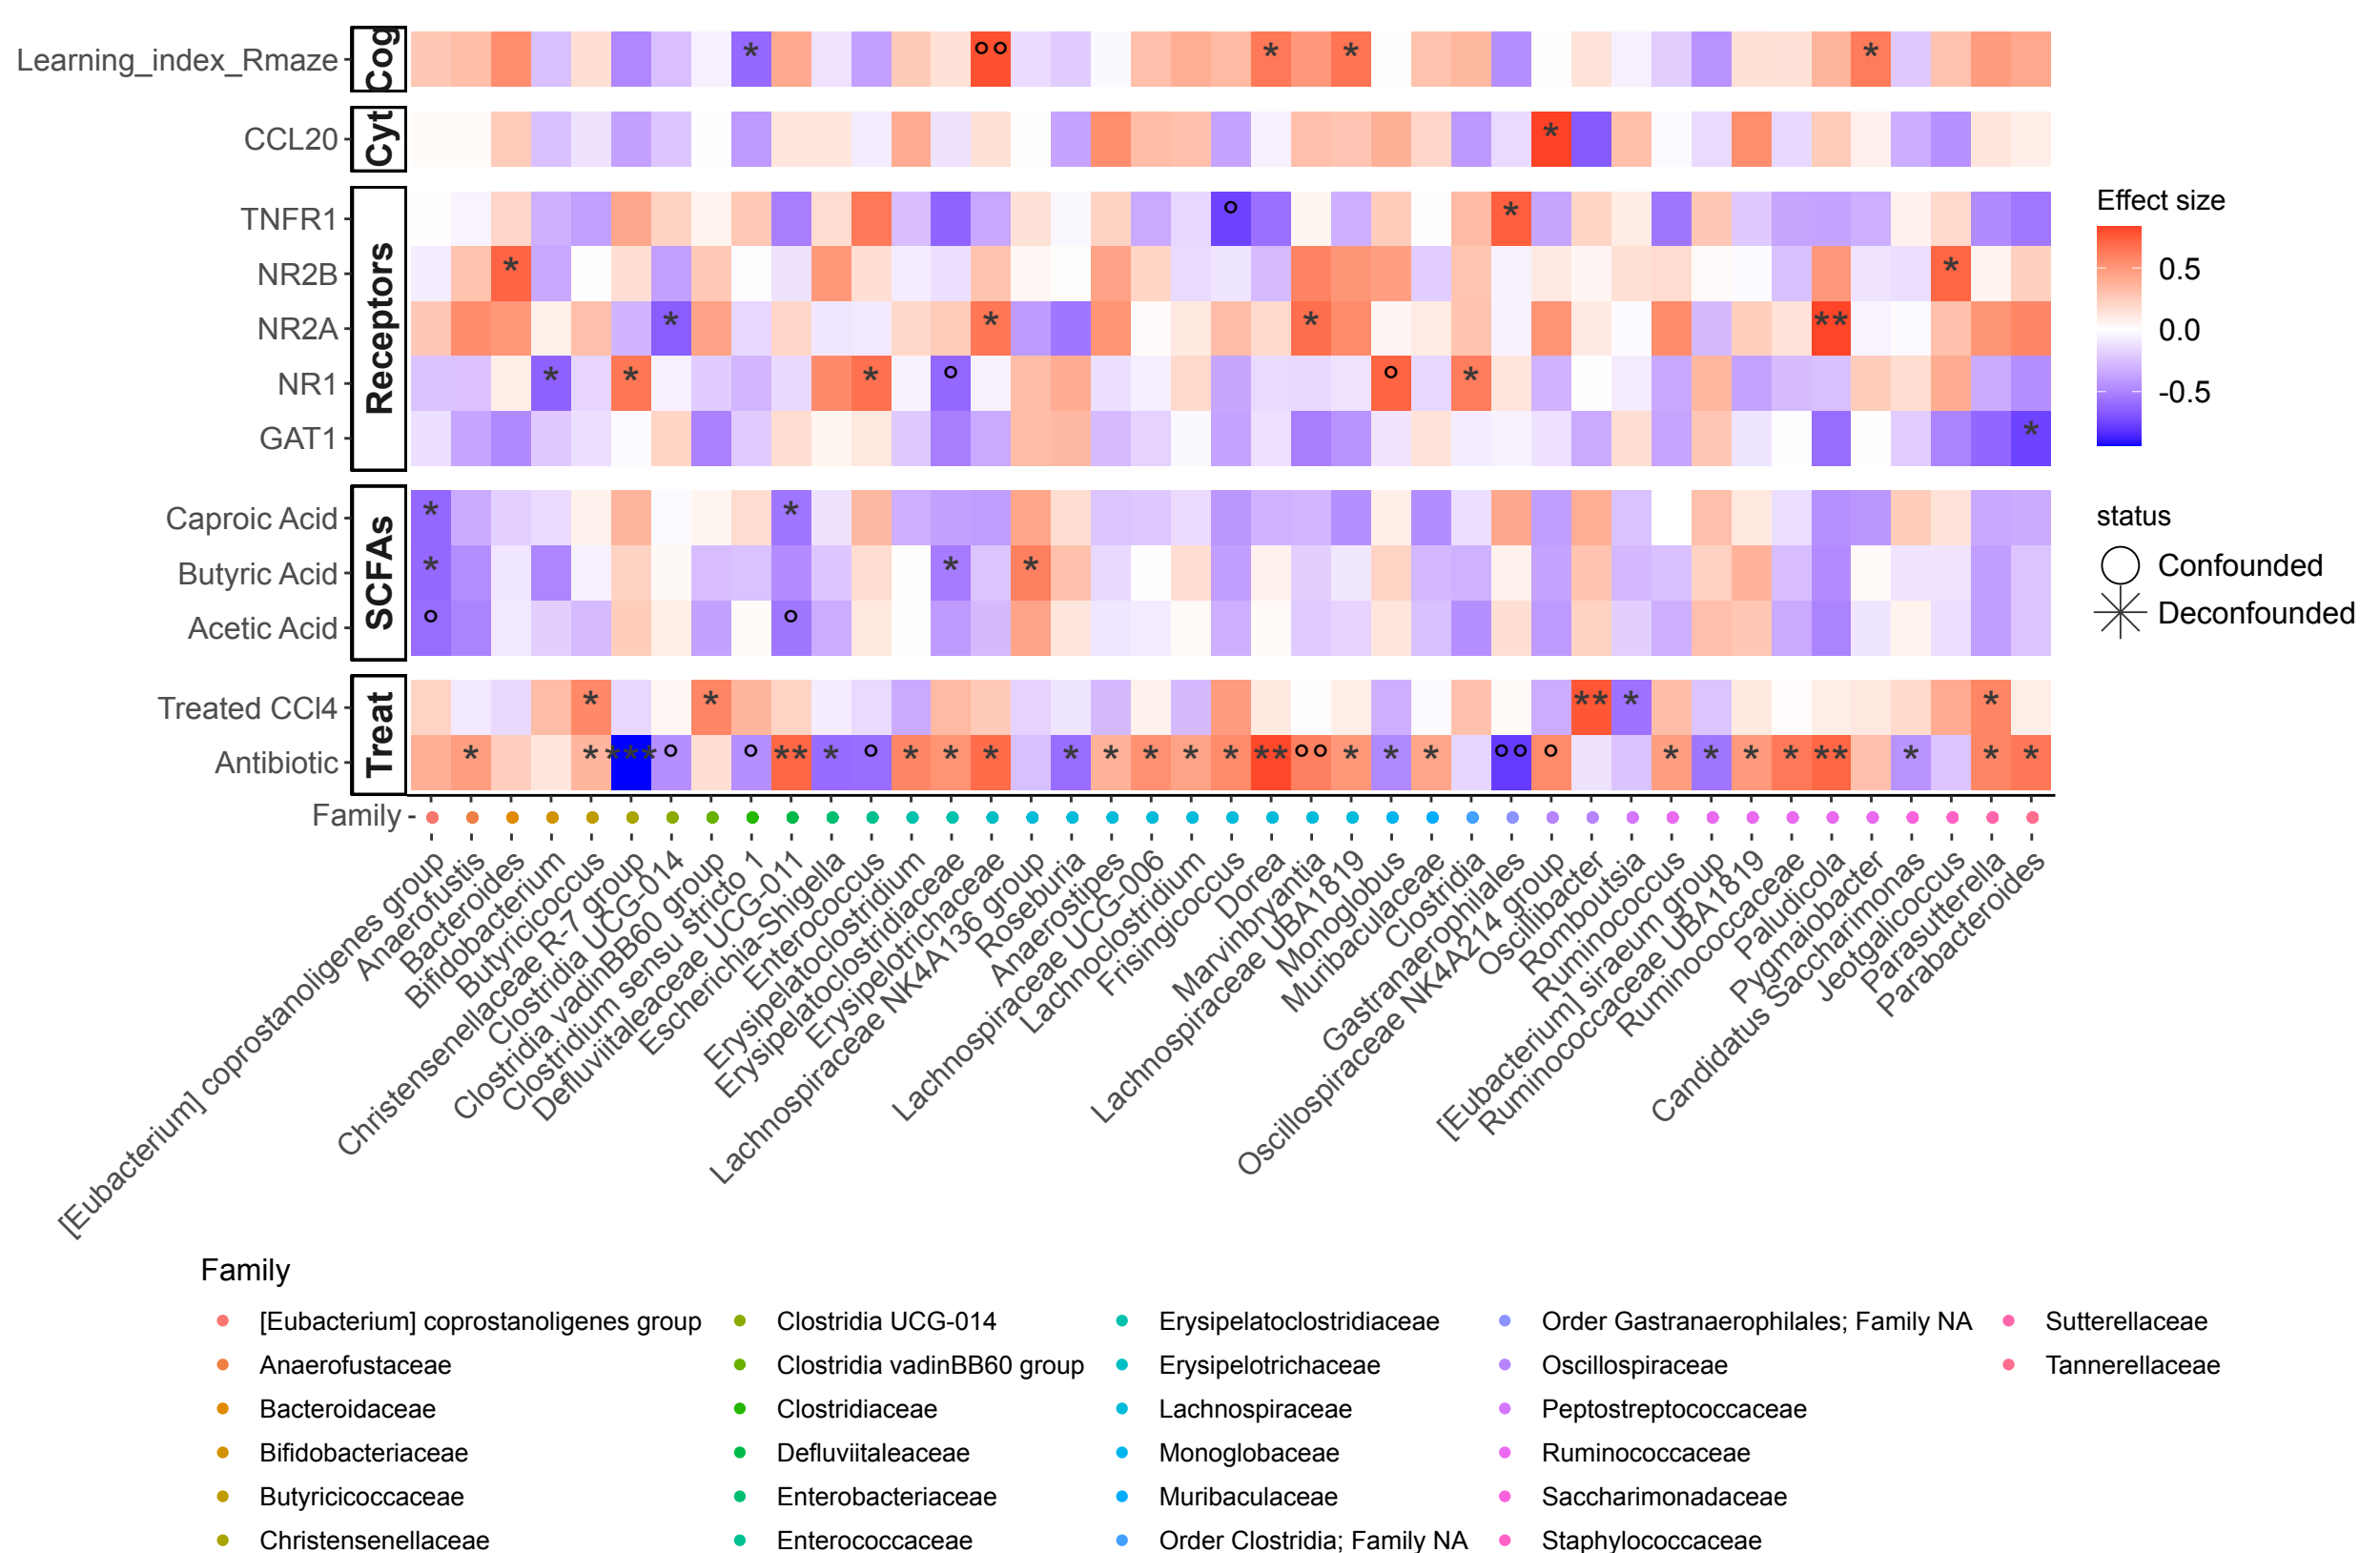 Cog
Learning_index_Rmaze
Cyt
CCL20
Receptors
TNFR1
NR2B
NR2A
NR1
GAT1
SCFAs
Caproic Acid
Butyric Acid
Acetic Acid
Treat
Treated CCl4
Antibiotic
Family
Effect size
0.5
0.0
-0.5
status
Confounded
Deconfounded
[Eubacterium] coprostanoligenes group
Anaerofustis
Bacteroides
Bifidobacterium
Butyricicoccus
Christensenellaceae R-7 group
Clostridia UCG-014
Clostridia vadinBB60 group
Clostridium sensu stricto 1
Defluviitaleaceae UCG-011
Escherichia-Shigella
Enterococcus
Erysipelatoclostridium
Erysipelatoclostridiaceae
Erysipelotrichaceae
Lachnospiraceae NK4A136 group
Roseburia
Anaerostipes
Lachnospiraceae UCG-006
Lachnoclostridium
Frisingicoccus
Dorea
Marvinbryantia
Lachnospiraceae UBA1819
Monoglobus
Muribaculaceae
Clostridia
Gastranaerophilales
Oscillospiraceae NK4A214 group
Oscillibacter
Romboutsia
Ruminococcus
[Eubacterium] siraeum group
Ruminococcaceae UBA1819
Ruminococcaceae
Paludicola
Pygmaiobacter
Candidatus Saccharimonas
Jeotgalicoccus
Parasutterella
Parabacteroides
Family
[Eubacterium] coprostanoligenes group
Anaerofustaceae
Bacteroidaceae
Bifidobacteriaceae
Butyricicoccaceae
Christensenellaceae
Clostridia UCG-014
Clostridia vadinBB60 group
Clostridiaceae
Defluviitaleaceae
Enterobacteriaceae
Enterococcaceae
Erysipelatoclostridiaceae
Erysipelotrichaceae
Lachnospiraceae
Monoglobaceae
Muribaculaceae
Order Clostridia; Family NA
Order Gastranaerophilales; Family NA
Oscillospiraceae
Peptostreptococcaceae
Ruminococcaceae
Saccharimonadaceae
Staphylococcaceae
Sutterellaceae
Tannerellaceae